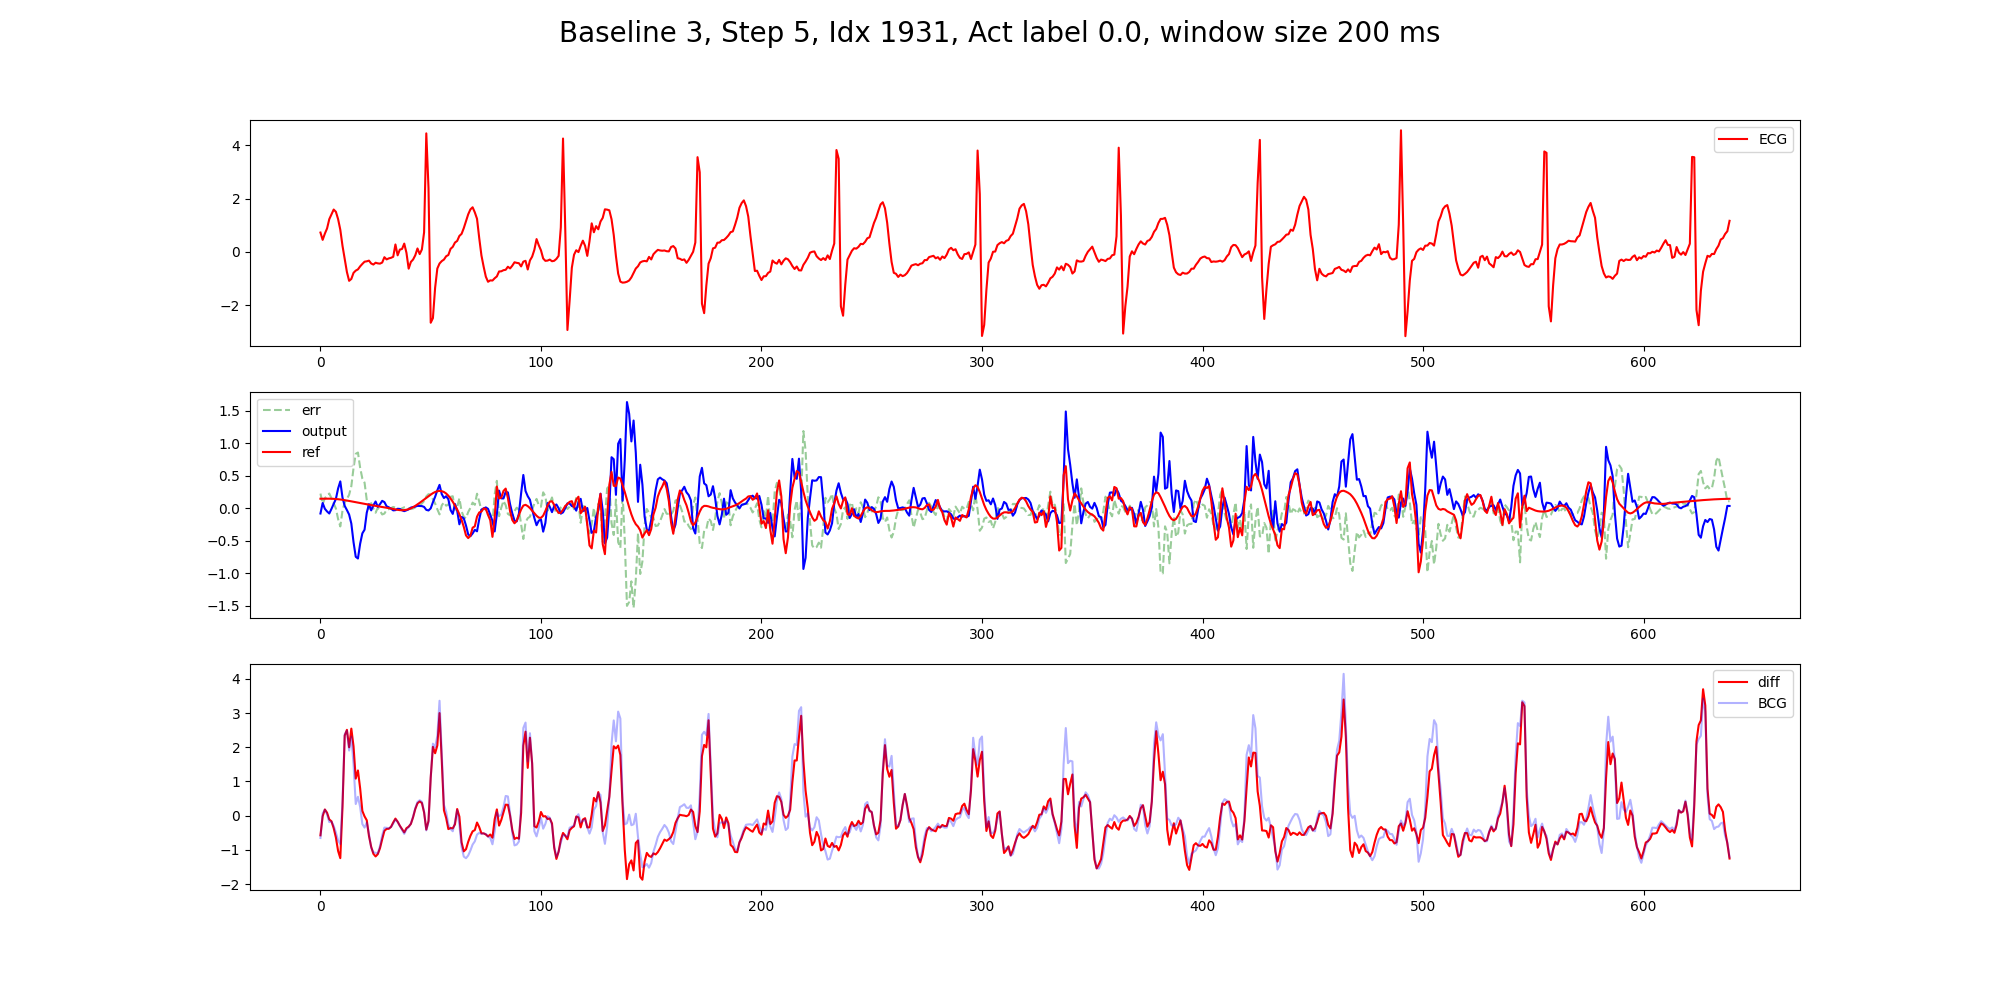 Baseline 3, Step 5, Idx 1931, Act label 0.0, window size 200 ms
4
2
0
−2
ECG
0 100 200 300 400 500 600
1.5
1.0
0.5
0.0
−0.5
−1.0
−1.5
err
output
ref
0 100 200 300 400 500 600
4
3
2
1
0
−1
−2
diff
BCG
0 100 200 300 400 500 600